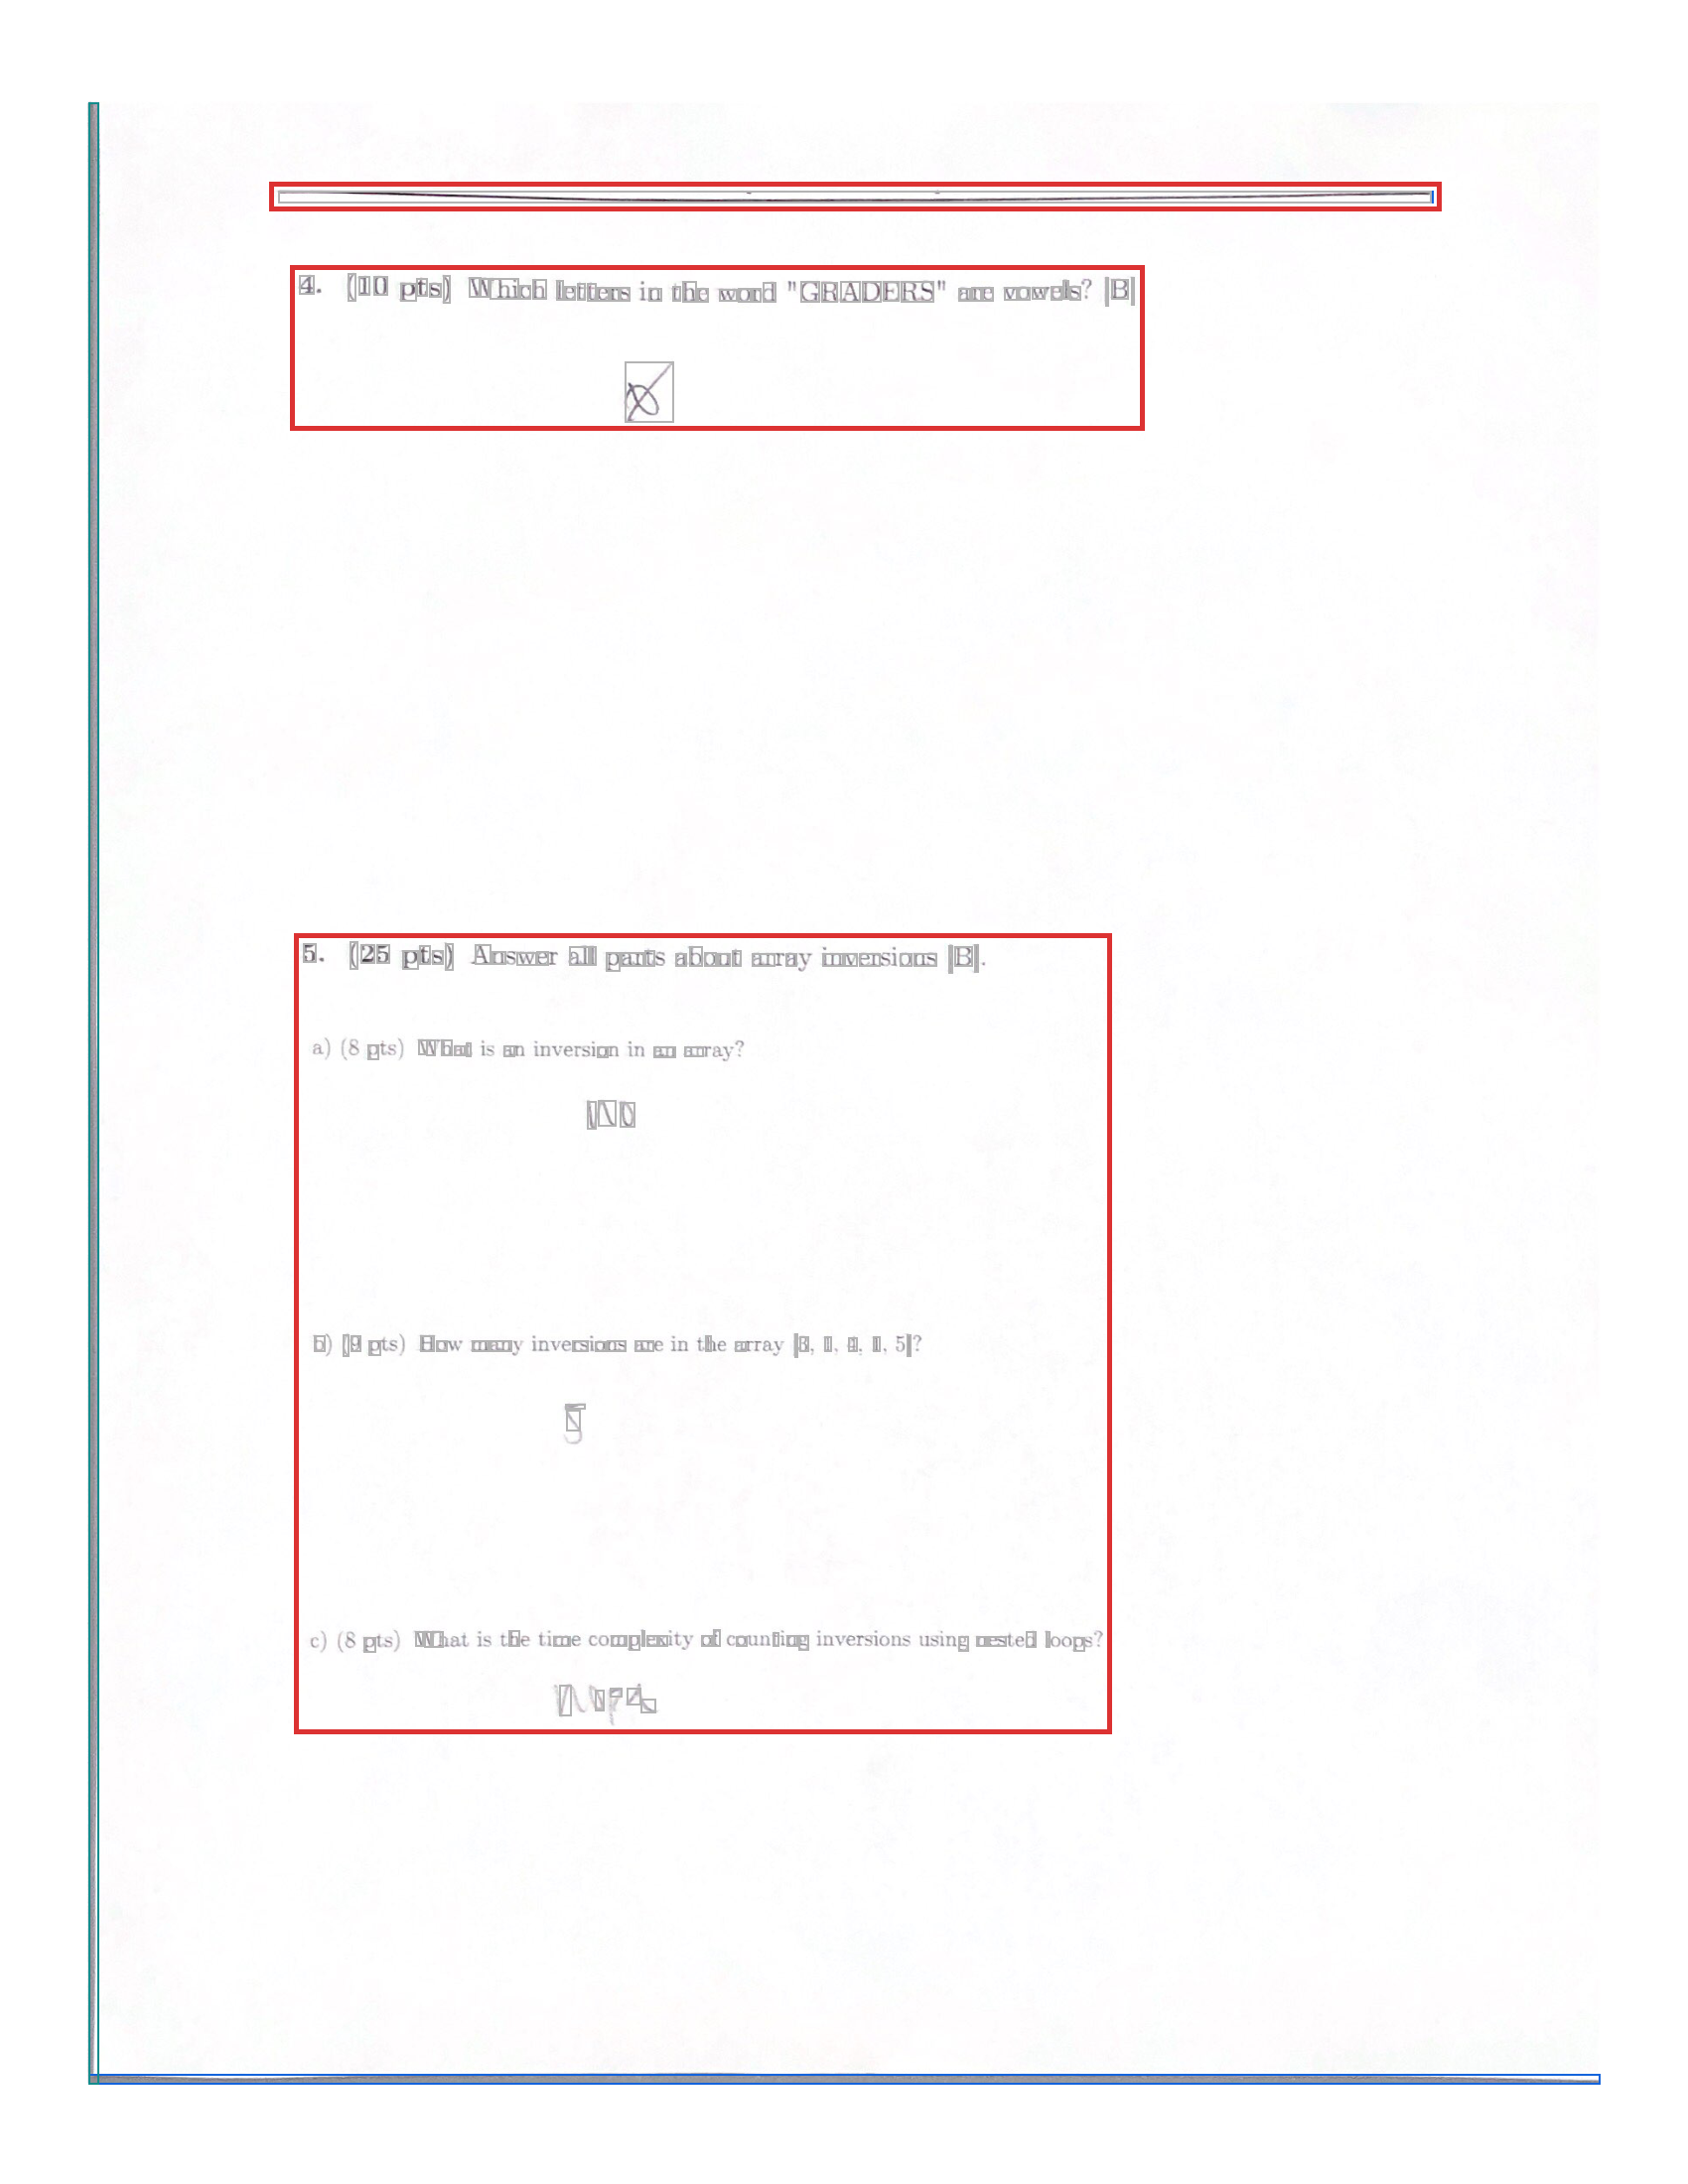 4. (10 pts) Which letters in the word "GRADERS" are vowels? [B]
5. (25 pts) Answer all parts about array inversions [B].
a) (8 pts) What is an inversion in an array?
No
b) (9 pts) How many inversions are in the array [3, 1, 4, 1, 5]?
5
c) (8 pts) What is the time complexity of counting inversions using nested loops?